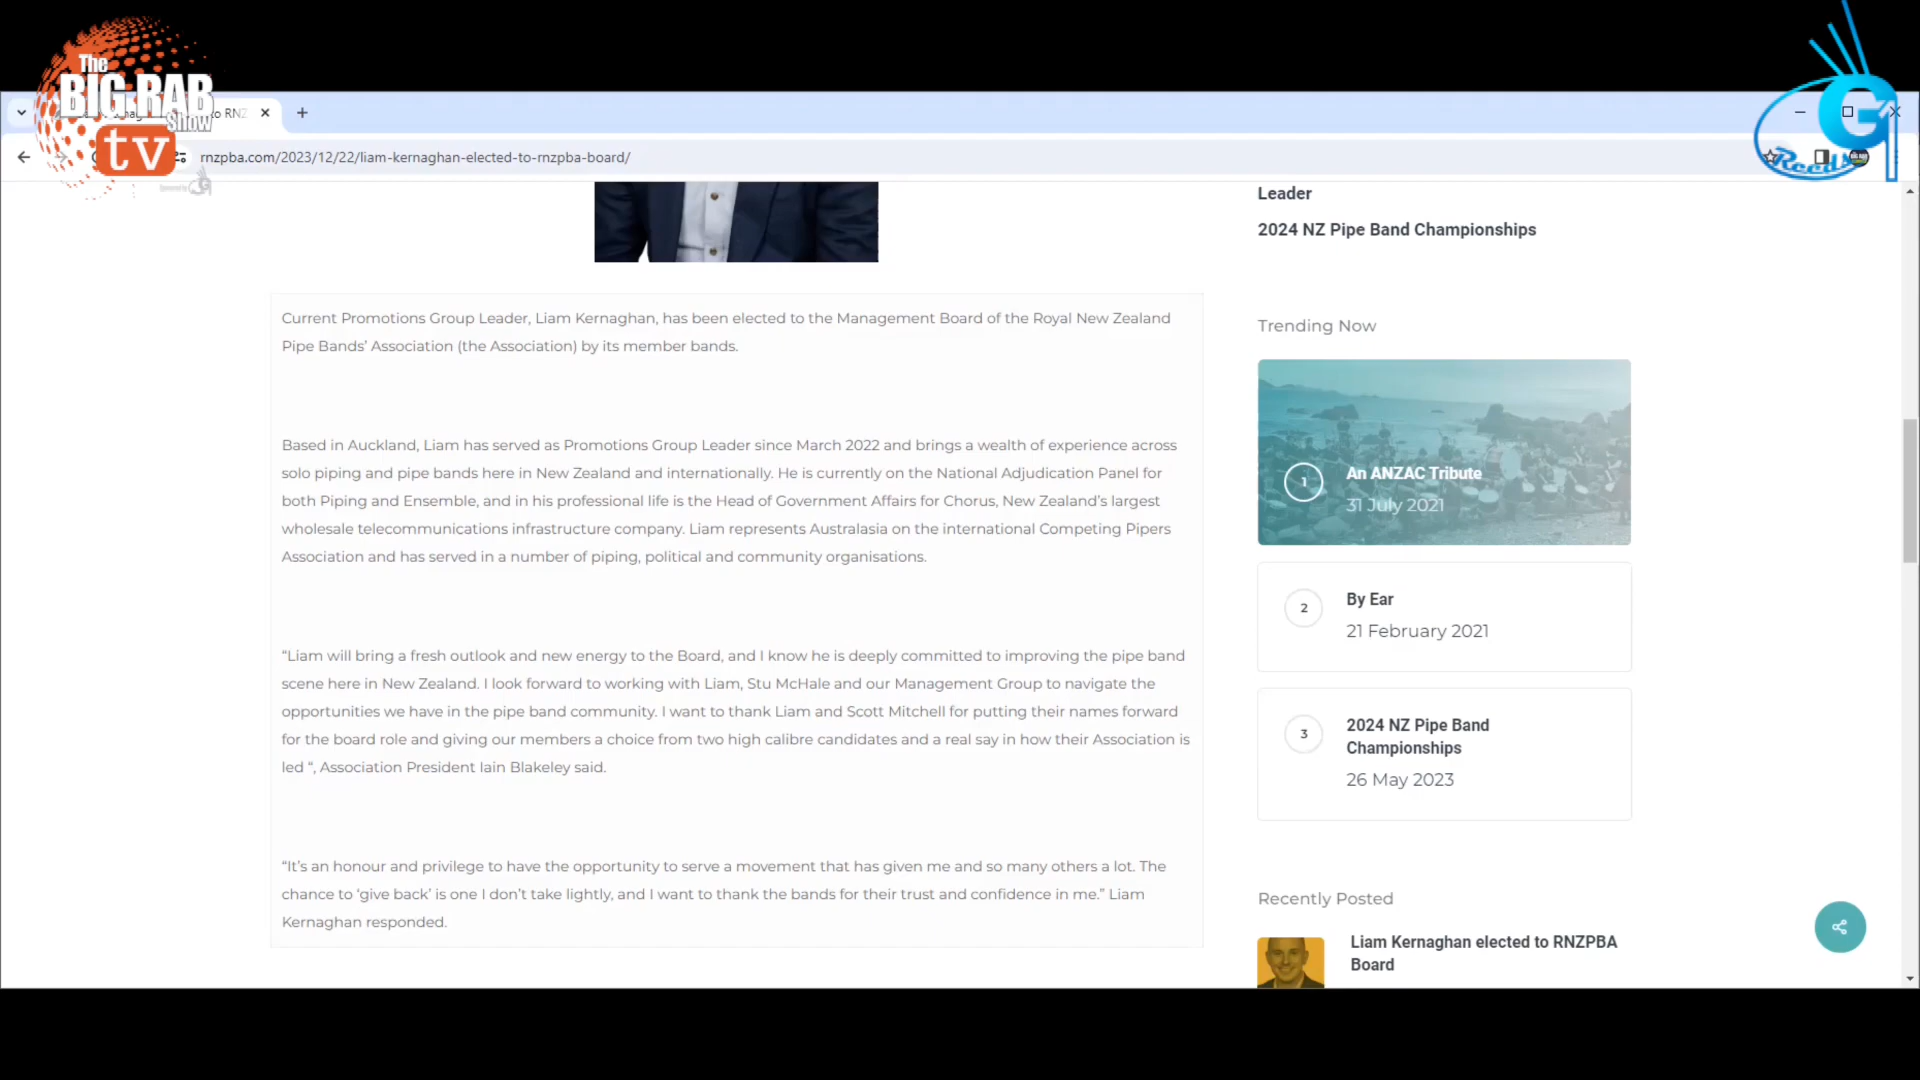 The
BIG RAB
Show
tv
G1
Reeds
rnzpba.com/2023/12/22/liam-kernaghan-elected-to-rnzpba-board/
Leader
2024 NZ Pipe Band Championships
Current Promotions Group Leader, Liam Kernaghan, has been elected to the Management Board of the Royal New Zealand
Pipe Bands’ Association (the Association) by its member bands.
Based in Auckland, Liam has served as Promotions Group Leader since March 2022 and brings a wealth of experience across
solo piping and pipe bands here in New Zealand and internationally. He is currently on the National Adjudication Panel for
both Piping and Ensemble, and in his professional life is the Head of Government Affairs for Chorus, New Zealand’s largest
wholesale telecommunications infrastructure company. Liam represents Australasia on the international Competing Pipers
Association and has served in a number of piping, political and community organisations.
“Liam will bring a fresh outlook and new energy to the Board, and I know he is deeply committed to improving the pipe band
scene here in New Zealand. I look forward to working with Liam, Stu McHale and our Management Group to navigate the
opportunities we have in the pipe band community. I want to thank Liam and Scott Mitchell for putting their names forward
for the board role and giving our members a choice from two high calibre candidates and a real say in how their Association is
led “, Association President Iain Blakeley said.
“It’s an honour and privilege to have the opportunity to serve a movement that has given me and so many others a lot. The
chance to ‘give back’ is one I don’t take lightly, and I want to thank the bands for their trust and confidence in me.” Liam
Kernaghan responded.
Trending Now
1
An ANZAC Tribute
31 July 2021
2
By Ear
21 February 2021
3
2024 NZ Pipe Band
Championships
26 May 2023
Recently Posted
Liam Kernaghan elected to RNZPBA
Board